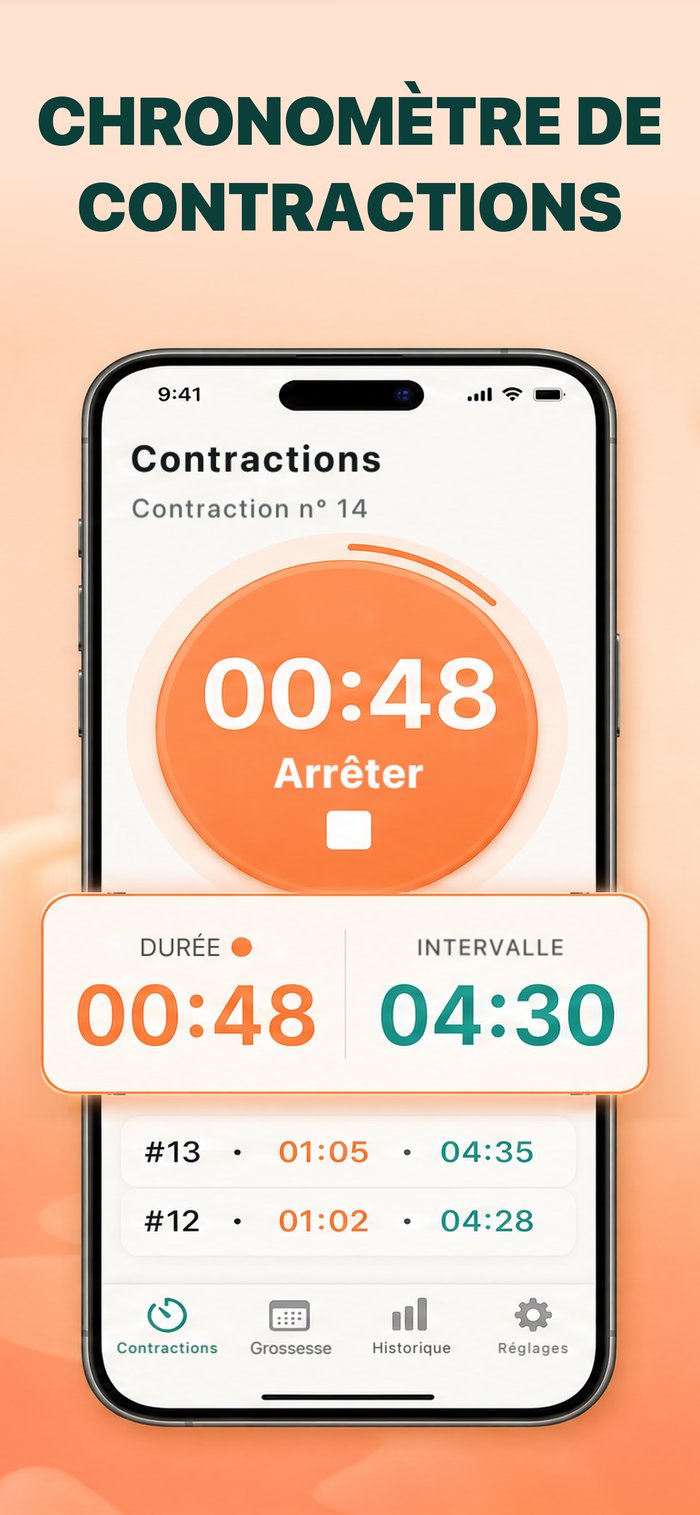 CHRONOMÈTRE DE
CONTRACTIONS
9:41
Contractions
Contraction n° 14
00:48
Arrêter
DURÉE INTERVALLE
00:48 04:30
#13 • 01:05 • 04:35
#12 • 01:02 • 04:28
Contractions Grossesse Historique Réglages